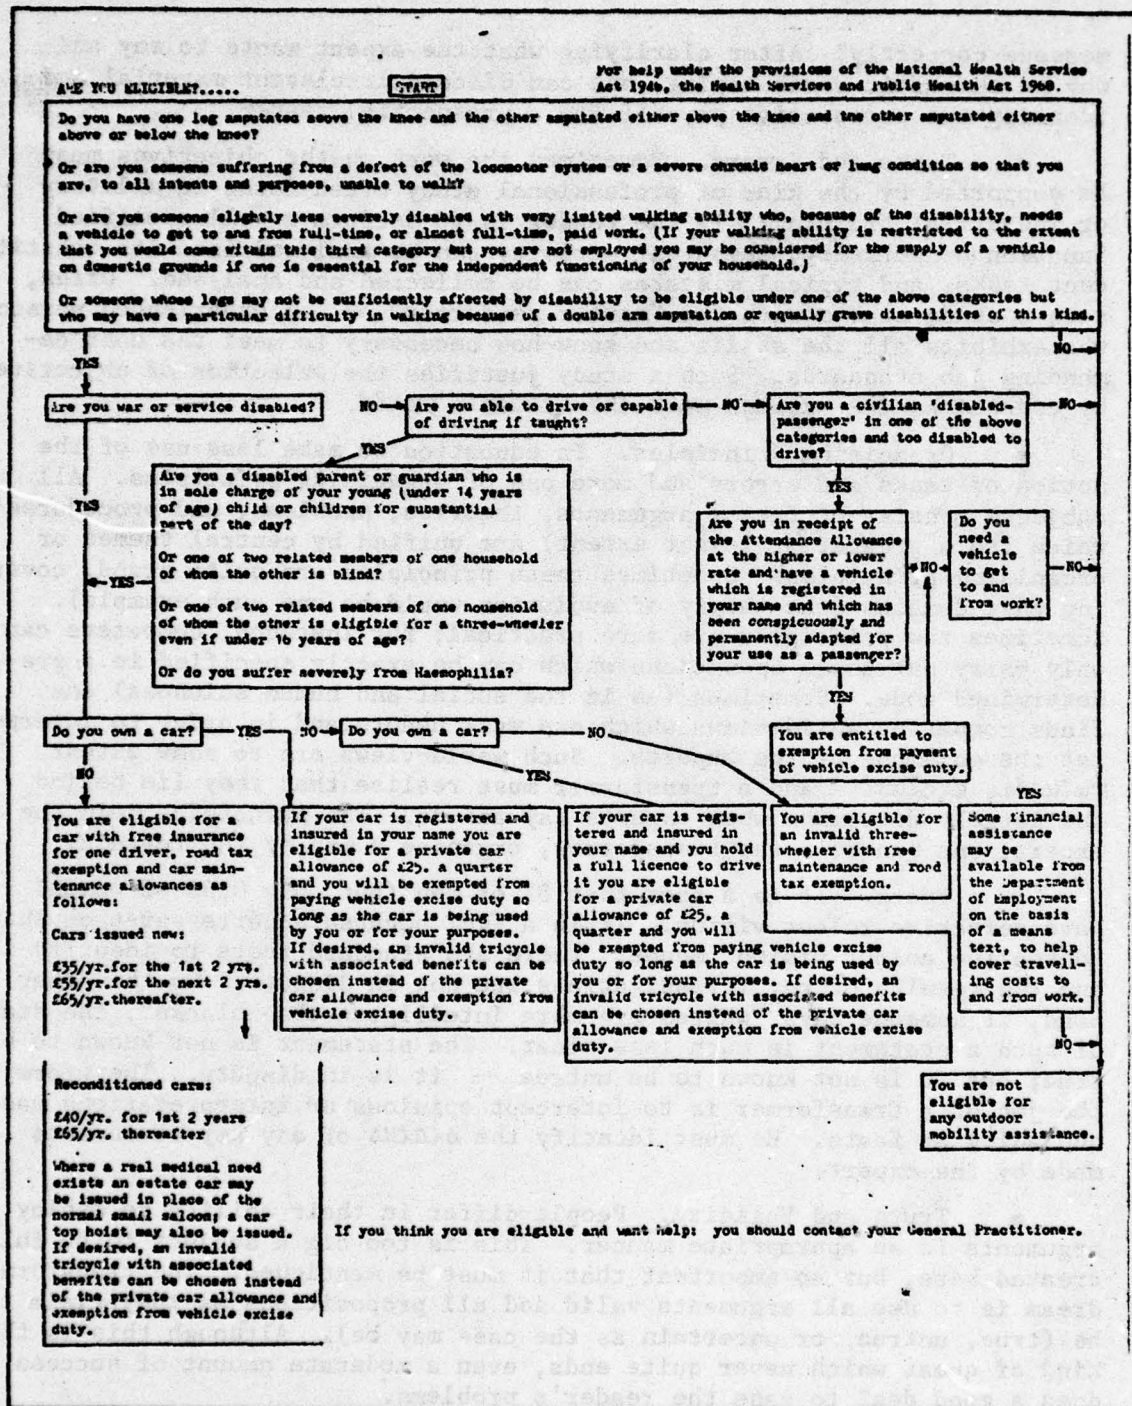 For help under the provisions of the National Health Service
ARE YOU ELIGIBLE?.....
START
Act 1946, the Health Services and Public Health Act 1968.
Do you have one leg amputated above the knee and the other amputated either above the knee and the other amputated either
above or below the knee?
Or are you someone suffering from a defect of the locomotor system or a severe chronic heart or lung condition so that you
are, to all intents and purposes, unable to walk?
Or are you someone slightly less severely disabled with very limited walking ability who, because of the disability, needs
a vehicle to get to and from full-time, or almost full-time, paid work. (If your walking ability is restricted to the extent
that you would come within this third category but you are not employed you may be considered for the supply of a vehicle
on domestic grounds if one is essential for the independent functioning of your household.)
Or someone whose legs may not be sufficiently affected by disability to be eligible under one of the above categories but
who may have a particular difficulty in walking because of a double arm amputation or equally grave disabilities of this kind.
YES
NO
Are you war or service disabled?
NO
Are you able to drive or capable
of driving if taught?
NO
Are you a civilian 'disabled-
passenger' in one of the above
categories and too disabled to
drive?
NO
YES
YES
YES
Are you a disabled parent or guardian who is
in sole charge of your young (under 14 years
of age) child or children for substantial
part of the day?
Or one of two related members of one household
of whom the other is blind?
Or one of two related members of one household
of whom the other is eligible for a three-wheeler
even if under 16 years of age?
Or do you suffer severely from Haemophilia?
YES
Are you in receipt of
the Attendance Allowance
at the higher or lower
rate and have a vehicle
which is registered in
your name and which has
been conspicuously and
permanently adapted for
your use as a passenger?
NO
Do you
need a
vehicle
to get
to and
from work?
NO
YES
Do you own a car?
YES
NO
Do you own a car?
NO
You are entitled to
exemption from payment
of vehicle excise duty.
NO
YES
YES
You are eligible for a
car with free insurance
for one driver, road tax
exemption and car main-
tenance allowances as
follows:
Cars issued new:
£35/yr.for the 1st 2 yrs.
£55/yr.for the next 2 yrs.
£65/yr.thereafter.
If your car is registered and
insured in your name you are
eligible for a private car
allowance of £25. a quarter
and you will be exempted from
paying vehicle excise duty so
long as the car is being used
by you or for your purposes.
If desired, an invalid tricycle
with associated benefits can be
chosen instead of the private
car allowance and exemption from
vehicle excise duty.
If your car is regis-
tered and insured in
your name and you hold
a full licence to drive
it you are eligible
for a private car
allowance of £25. a
quarter and you will
be exempted from paying vehicle excise
duty so long as the car is being used by
you or for your purposes. If desired, an
invalid tricycle with associated benefits
can be chosen instead of the private car
allowance and exemption from vehicle excise
duty.
You are eligible for
an invalid three-
wheeler with free
maintenance and road
tax exemption.
Some financial
assistance
may be
available from
the Department
of Employment
on the basis
of a means
text, to help
cover travell-
ing costs to
and from work.
NO
You are not
eligible for
any outdoor
mobility assistance.
Reconditioned cars:
£40/yr. for 1st 2 years
£65/yr. thereafter
Where a real medical need
exists an estate car may
be issued in place of the
normal small saloon; a car
top hoist may also be issued.
If desired, an invalid
tricycle with associated
benefits can be chosen instead
of the private car allowance and
exemption from vehicle excise
duty.
If you think you are eligible and want help: you should contact your General Practitioner.